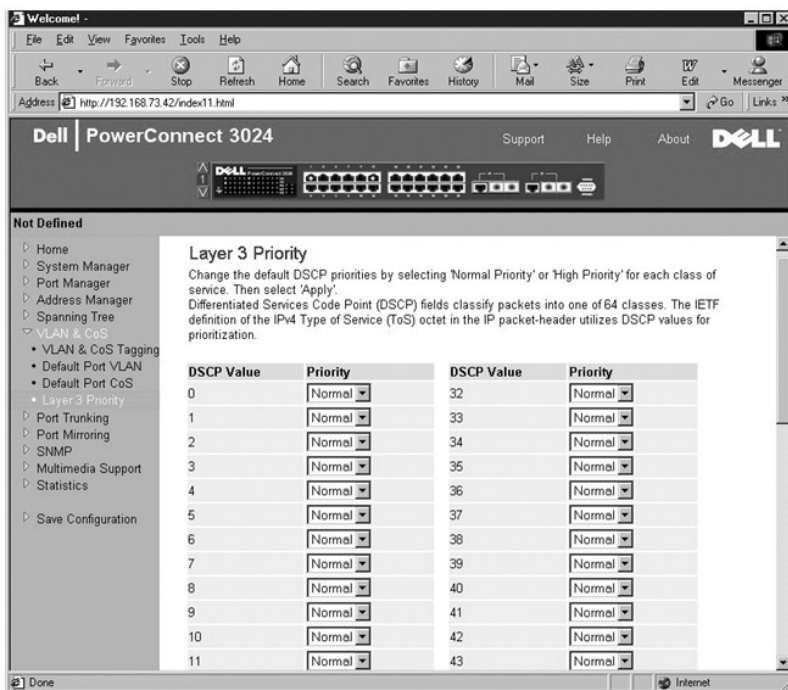 Welcome! -
File Edit View Favorites Tools Help
Back Forward Stop Refresh Home Search Favorites History Mail Size Print Edit Messenger
Address http://192.168.73.42/index11.html Go Links »
Dell | PowerConnect 3024 Support Help About DELL
1 DELL
Not Defined
Home
System Manager
Port Manager
Address Manager
Spanning Tree
VLAN & CoS
• VLAN & CoS Tagging
• Default Port VLAN
• Default Port CoS
• Layer 3 Priority
Port Trunking
Port Mirroring
SNMP
Multimedia Support
Statistics
Save Configuration
Layer 3 Priority
Change the default DSCP priorities by selecting 'Normal Priority' or 'High Priority' for each class of
service. Then select 'Apply'.
Differentiated Services Code Point (DSCP) fields classify packets into one of 64 classes. The IETF
definition of the IPv4 Type of Service (ToS) octet in the IP packet-header utilizes DSCP values for
prioritization.
DSCP Value Priority DSCP Value Priority
0 Normal 32 Normal
1 Normal 33 Normal
2 Normal 34 Normal
3 Normal 35 Normal
4 Normal 36 Normal
5 Normal 37 Normal
6 Normal 38 Normal
7 Normal 39 Normal
8 Normal 40 Normal
9 Normal 41 Normal
10 Normal 42 Normal
11 Normal 43 Normal
Done Internet